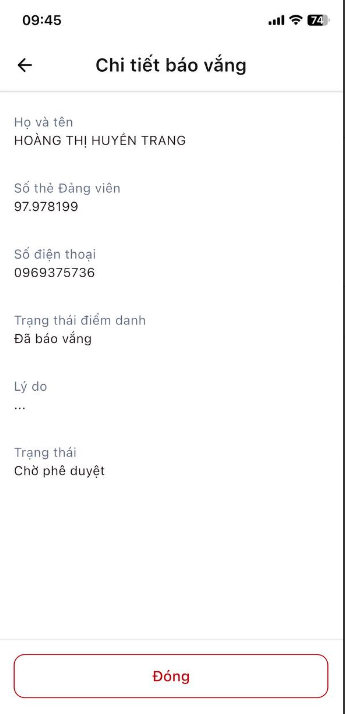 09:45
74
Chi tiết báo vắng
Họ và tên
HOÀNG THỊ HUYỀN TRANG
Số thẻ Đảng viên
97.978199
Số điện thoại
0969375736
Trạng thái điểm danh
Đã báo vắng
Lý do
...
Trạng thái
Chờ phê duyệt
Đóng